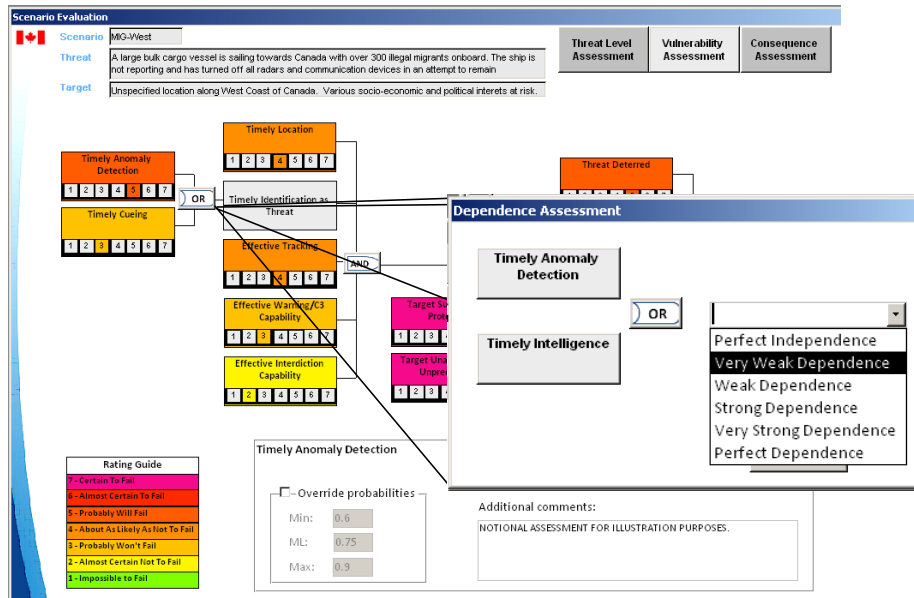 Scenario Evaluation
Scenario MIG-West
Threat A large bulk cargo vessel is sailing towards Canada with over 300 illegal migrants onboard. The ship is
not reporting and has turned off all radars and communication devices in an attempt to remain
Target Unspecified location along West Coast of Canada. Various socio-economic and political interets at risk.
Threat Level
Assessment
Vulnerability
Assessment
Consequence
Assessment
Timely Location
1 2 3 4 5 6 7
Timely Anomaly
Detection
1 2 3 4 5 6 7
OR
Timely Identification as
Threat
Timely Cueing
1 2 3 4 5 6 7
Effective Tracking
1 2 3 4 5 6 7
AND
Effective Warning/C3
Capability
1 2 3 4 5 6 7
Effective Interdiction
Capability
1 2 3 4 5 6 7
Threat Deterred
Target
1 2 3
Target
1 2 3
Dependence Assessment
Timely Anomaly
Detection
OR
Timely Intelligence
Perfect Independence
Very Weak Dependence
Weak Dependence
Strong Dependence
Very Strong Dependence
Perfect Dependence
Rating Guide
7 - Certain To Fail
6 - Almost Certain To Fail
5 - Probably Will Fail
4 - About As Likely As Not To Fail
3 - Probably Won't Fail
2 - Almost Certain Not To Fail
1 - Impossible to Fail
Timely Anomaly Detection
Override probabilities
Min: 0.6
ML: 0.75
Max: 0.9
Additional comments:
NOTIONAL ASSESSMENT FOR ILLUSTRATION PURPOSES.